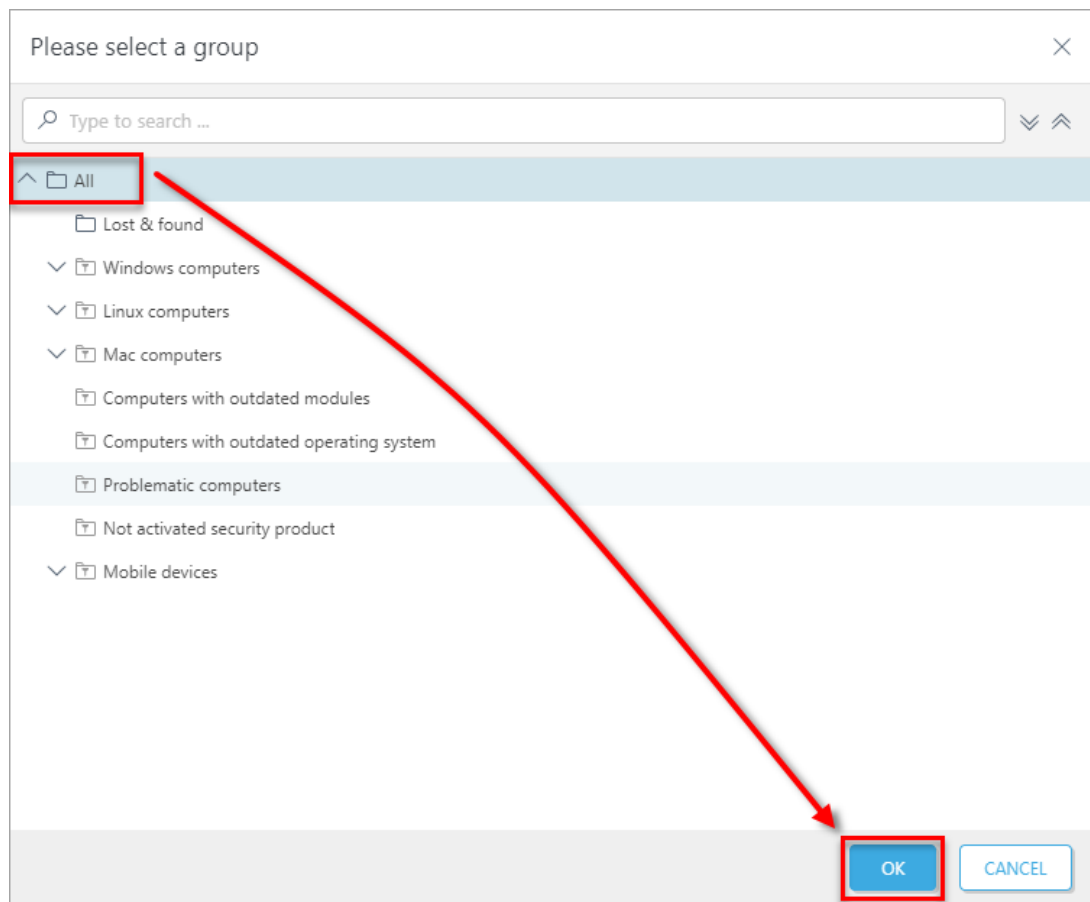 Please select a group
Type to search ...
All
Lost & found
Windows computers
Linux computers
Mac computers
Computers with outdated modules
Computers with outdated operating system
Problematic computers
Not activated security product
Mobile devices
OK CANCEL